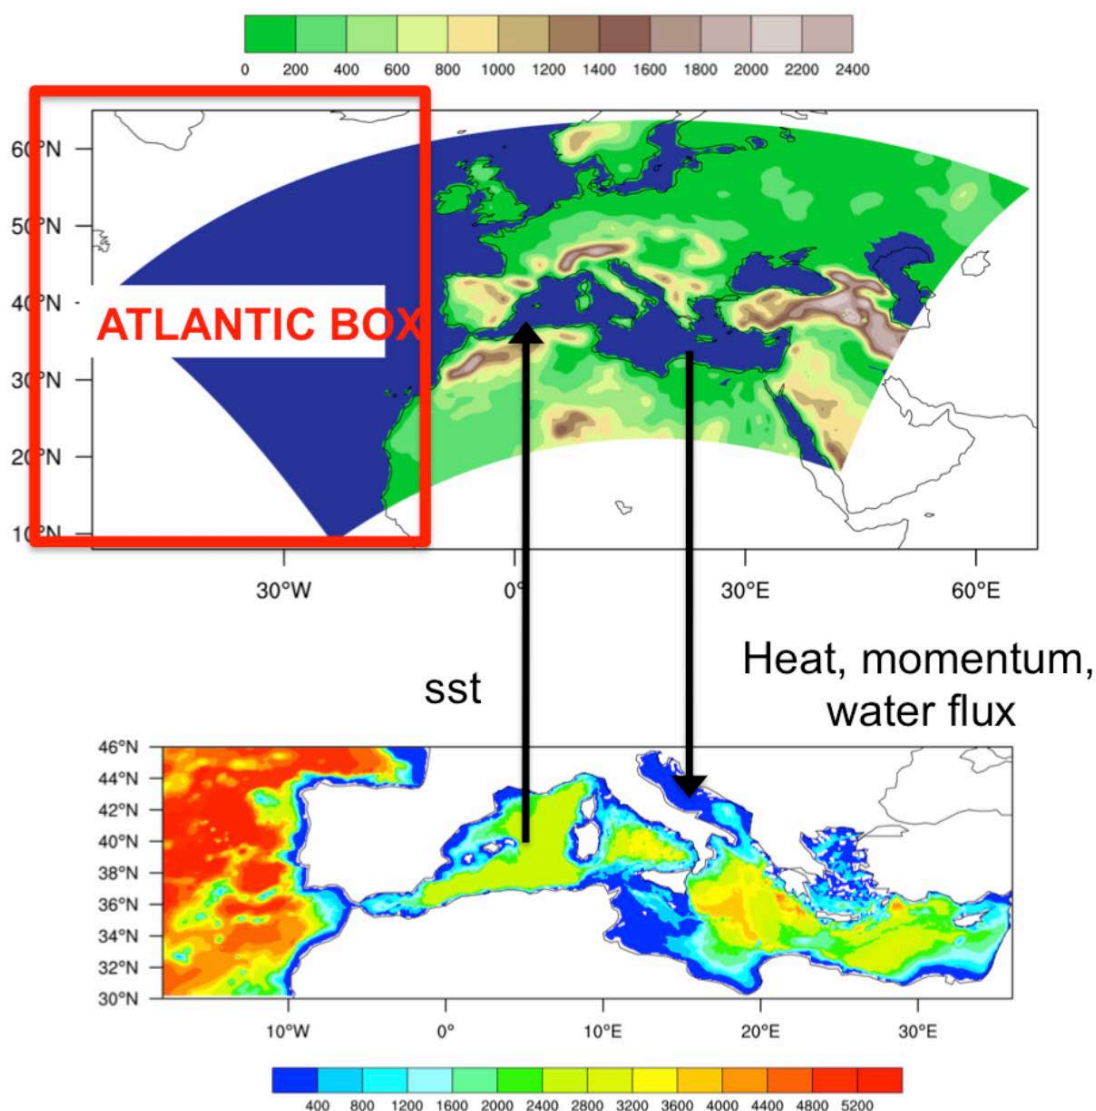 0 200 400 600 800 1000 1200 1400 1600 1800 2000 2200 2400
60°N
50°N
40°N
ATLANTIC BOX
30°N
20°N
10°N
30°W 0° 30°E 60°E
Heat, momentum,
water flux
sst
46°N
44°N
42°N
40°N
38°N
36°N
34°N
32°N
30°N
10°W 0° 10°E 20°E 30°E
400 800 1200 1600 2000 2400 2800 3200 3600 4000 4400 4800 5200